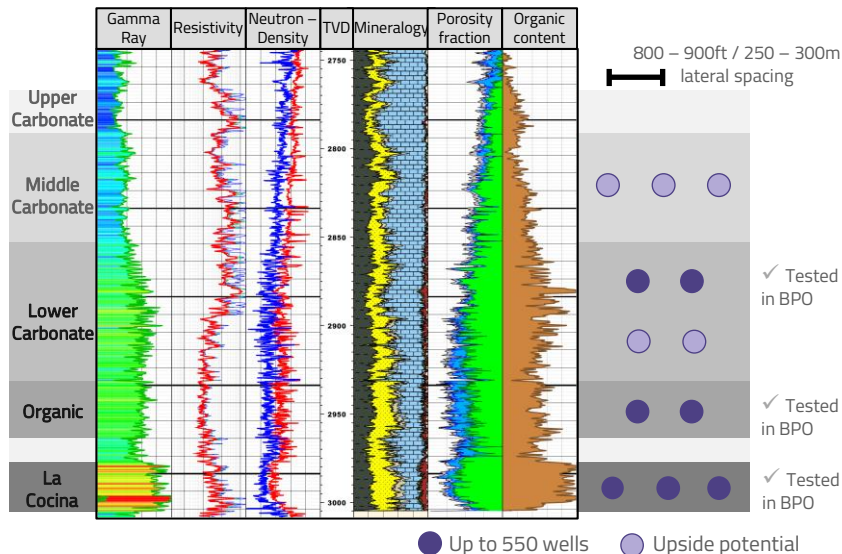 Gamma
Ray
Resistivity
Neutron –
Density
TVD
Mineralogy
Porosity
fraction
Organic
content
800 – 900ft / 250 – 300m
lateral spacing
2750
Upper
Carbonate
2800
Middle
Carbonate
2850
✓ Tested
in BPO
Lower
Carbonate
2900
Organic
2950
✓ Tested
in BPO
La
Cocina
3000
✓ Tested
in BPO
Up to 550 wells
Upside potential